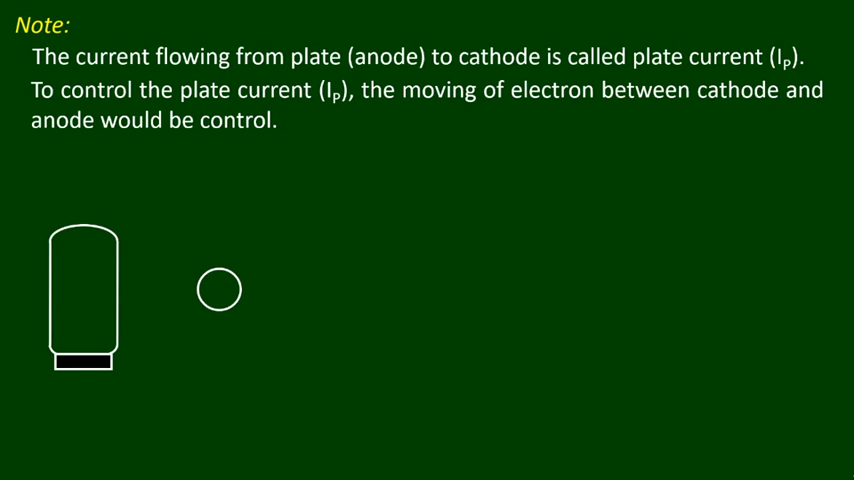 Note:
The current flowing from plate (anode) to cathode is called plate current (IP).
To control the plate current (IP), the moving of electron between cathode and
anode would be control.